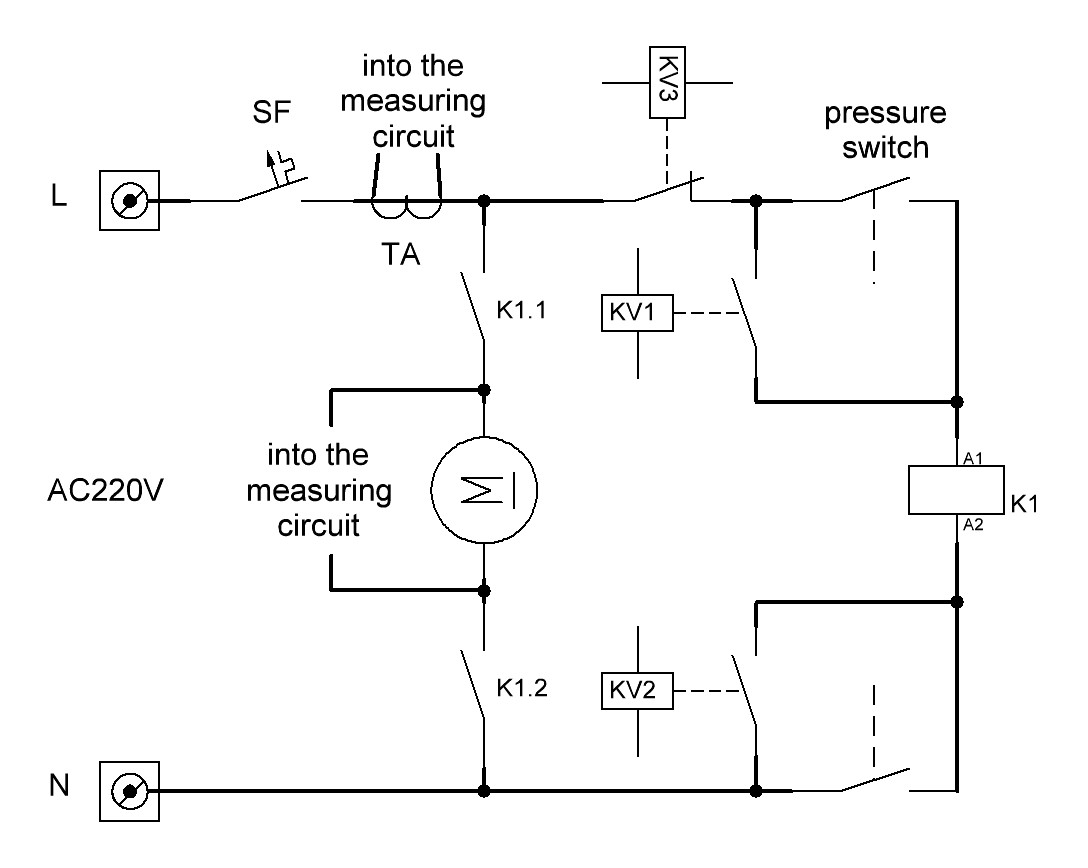 into the
measuring
circuit
SF
KV3
pressure
switch
L
TA
K1.1
KV1
into the
measuring
circuit
AC220V
M
A1
K1
A2
K1.2
KV2
N